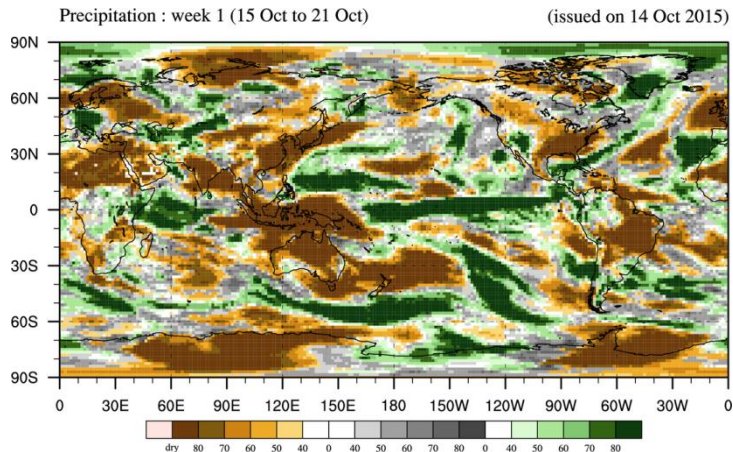 Precipitation : week 1 (15 Oct to 21 Oct) (issued on 14 Oct 2015)
90N
60N
30N
0
30S
60S
90S
0 30E 60E 90E 120E 150E 180 150W 120W 90W 60W 30W 0
dry 80 70 60 50 40 0 40 50 60 70 80 0 40 50 60 70 80